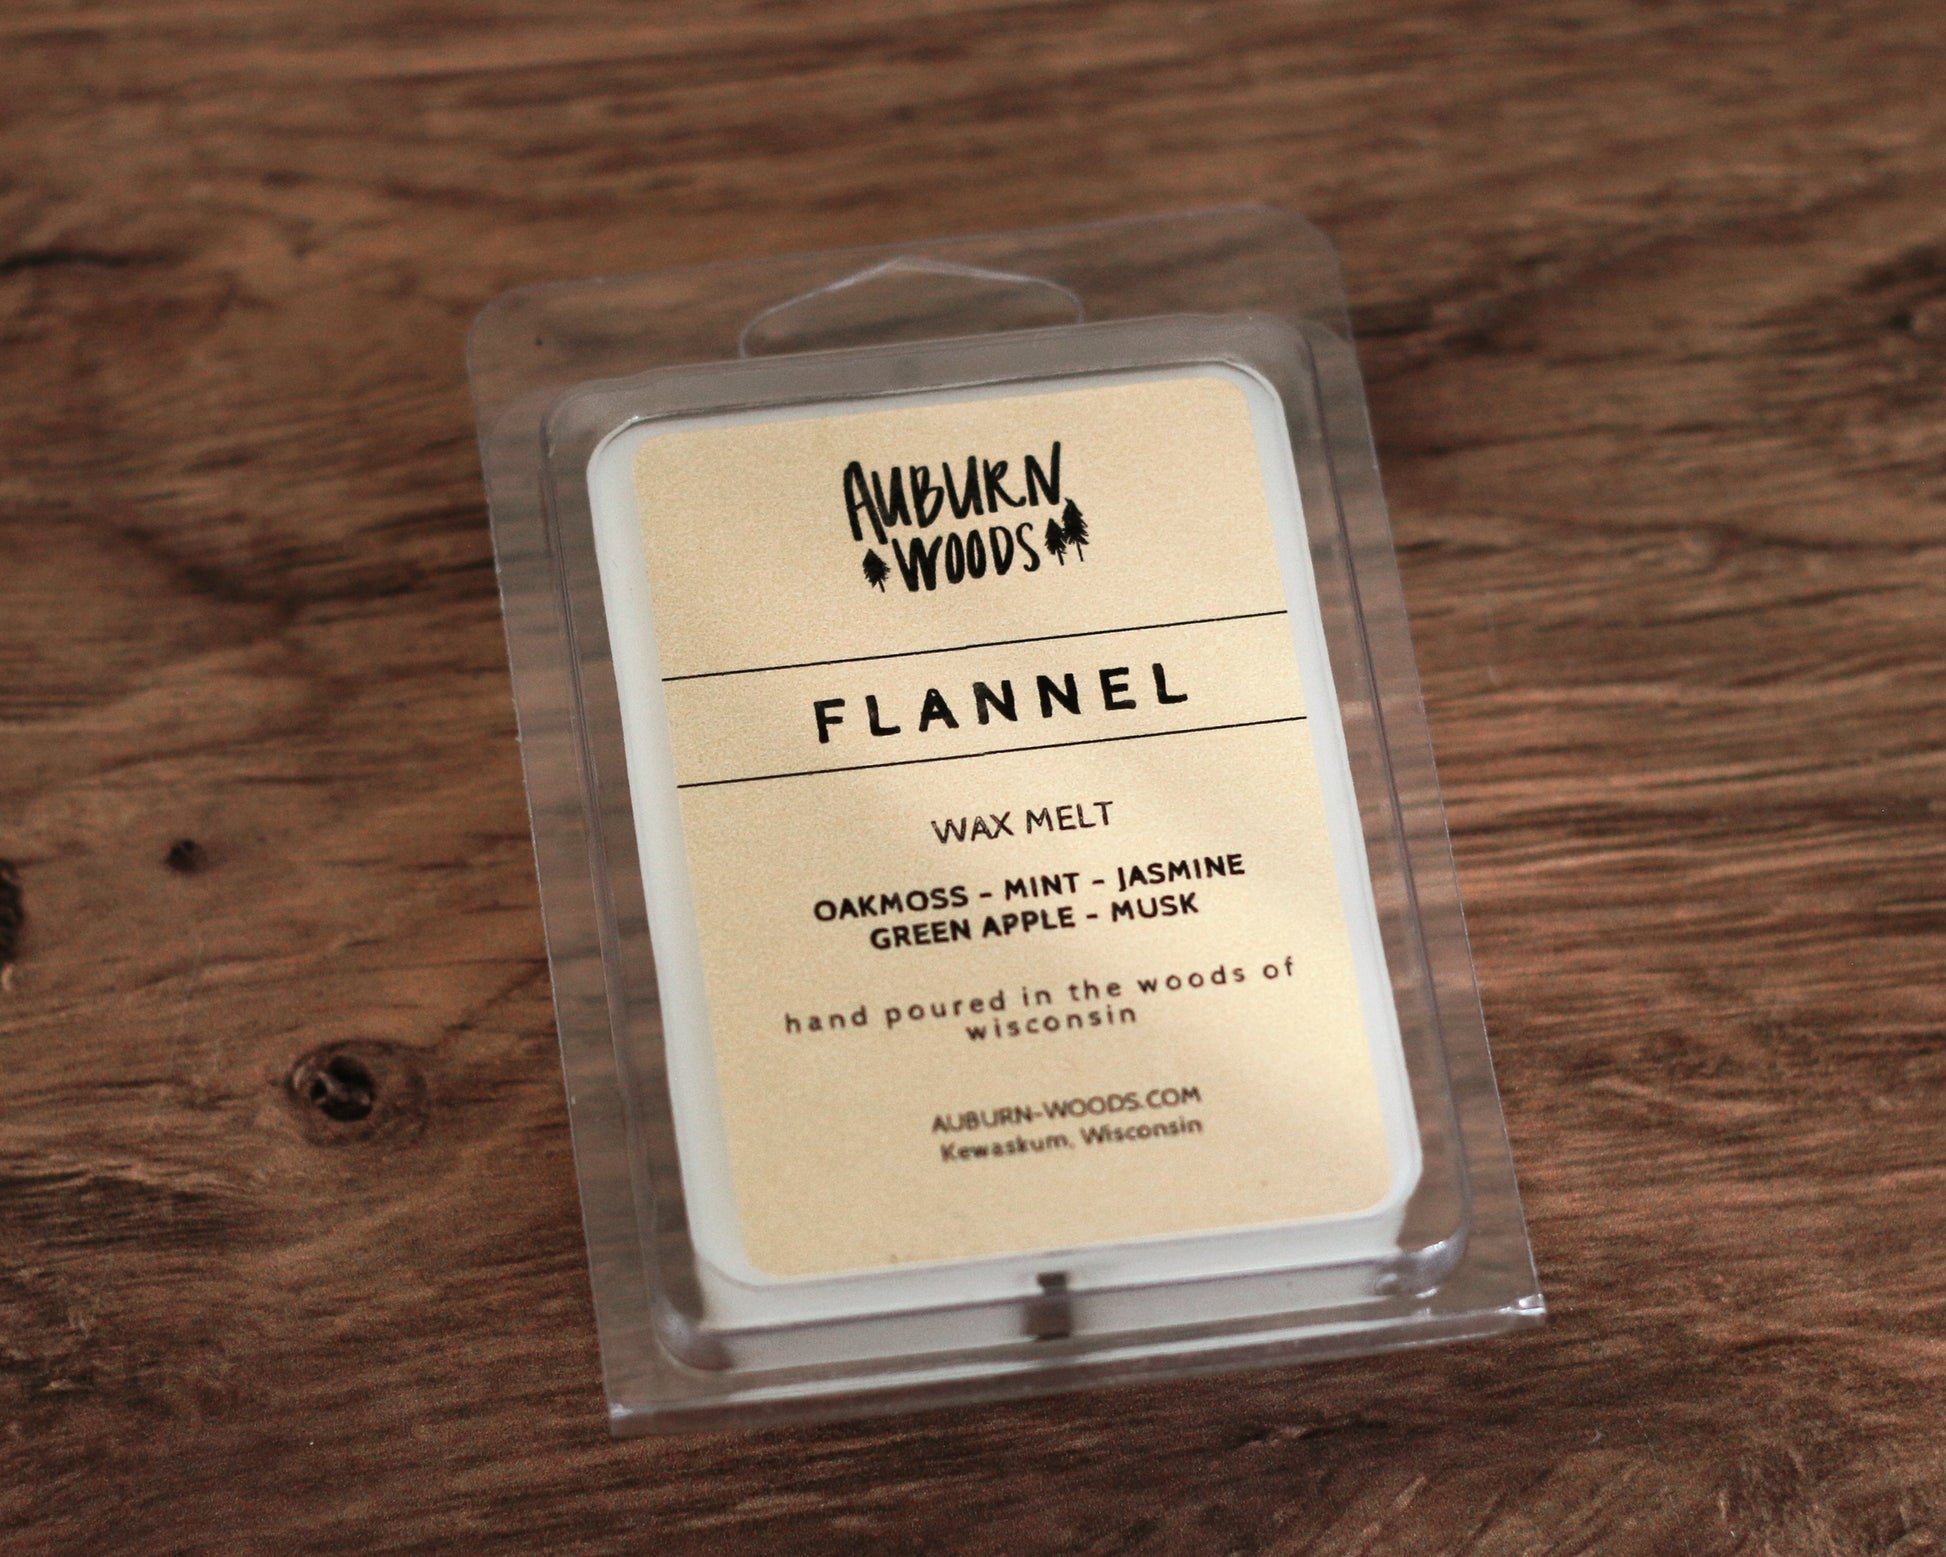 AUBURN
WOODS
FLANNEL
WAX MELT
OAKMOSS - MINT - JASMINE
GREEN APPLE - MUSK
hand poured in the woods of
wisconsin
AUBURN-WOODS.COM
Kewaskum, Wisconsin